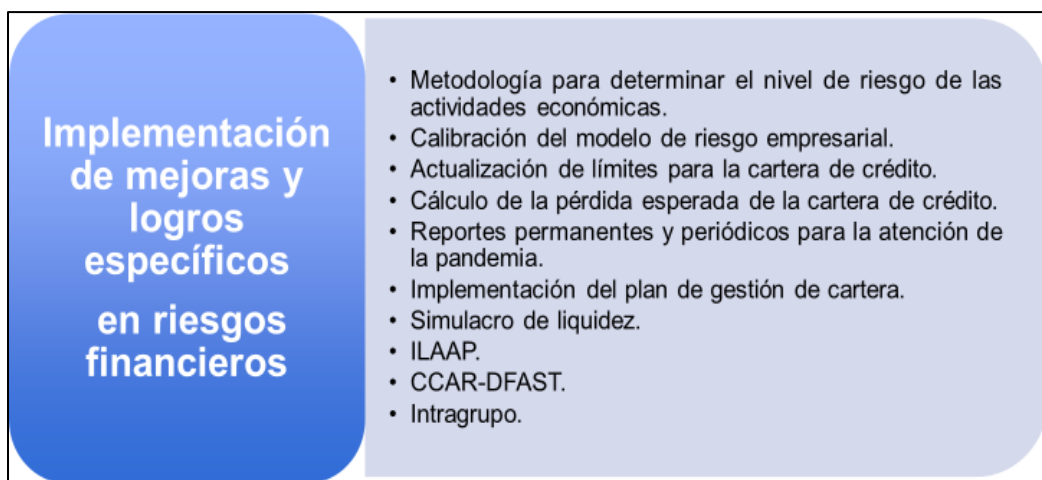 Implementación
de mejoras y
logros
específicos
en riesgos
financieros
• Metodología para determinar el nivel de riesgo de las
actividades económicas.
• Calibración del modelo de riesgo empresarial.
• Actualización de límites para la cartera de crédito.
• Cálculo de la pérdida esperada de la cartera de crédito.
• Reportes permanentes y periódicos para la atención de
la pandemia.
• Implementación del plan de gestión de cartera.
• Simulacro de liquidez.
• ILAAP.
• CCAR-DFAST.
• Intragrupo.